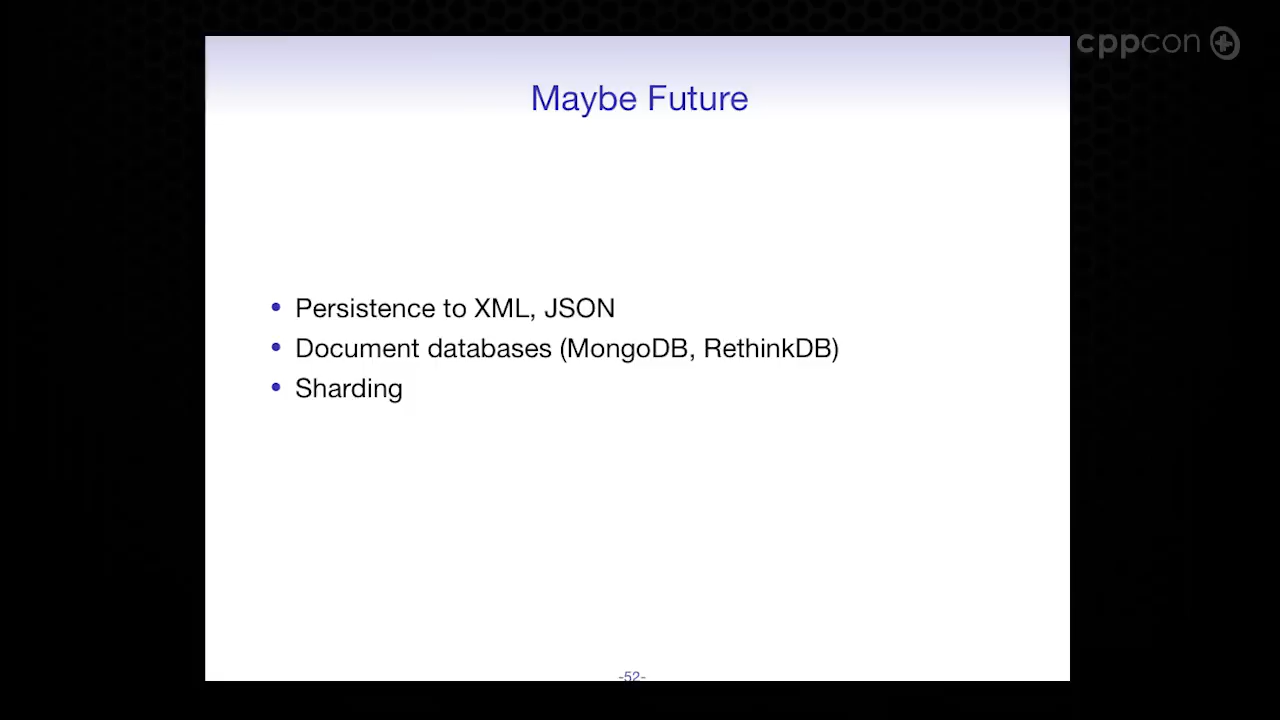 cppcon
Maybe Future
• Persistence to XML, JSON
• Document databases (MongoDB, RethinkDB)
• Sharding
-52-